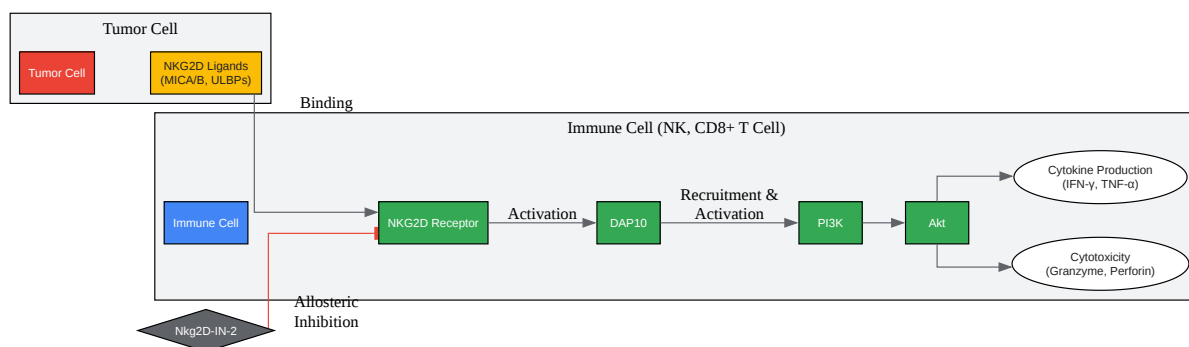 Tumor Cell
Tumor Cell
NKG2D Ligands
(MICA/B, ULBPs)
Binding
Immune Cell (NK, CD8+ T Cell)
Immune Cell
NKG2D Receptor
Activation
DAP10
Recruitment &
Activation
PI3K
Akt
Cytokine Production
(IFN-γ, TNF-α)
Cytotoxicity
(Granzyme, Perforin)
Allosteric
Inhibition
Nkg2D-IN-2